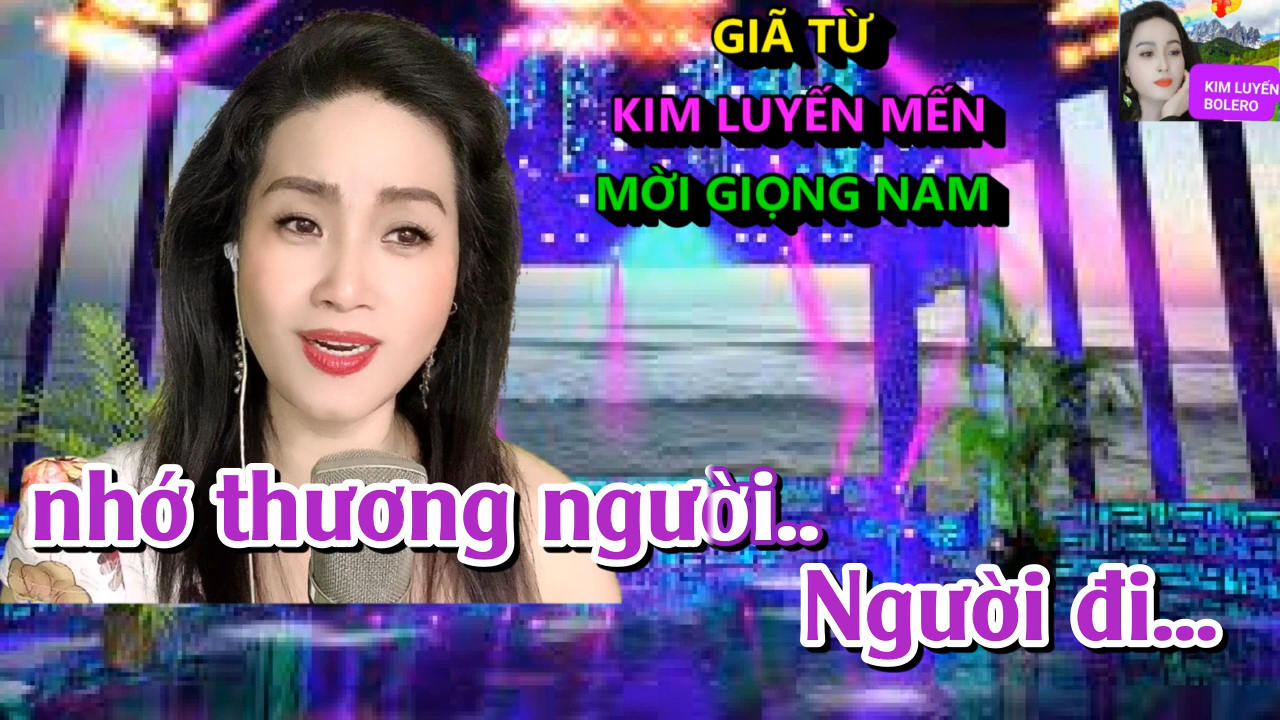 GIÃ TỪ
KIM LUYẾN MẾN
MỜI GIỌNG NAM
KIM LUYẾN
BOLERO
nhớ thương người..
Người đi...